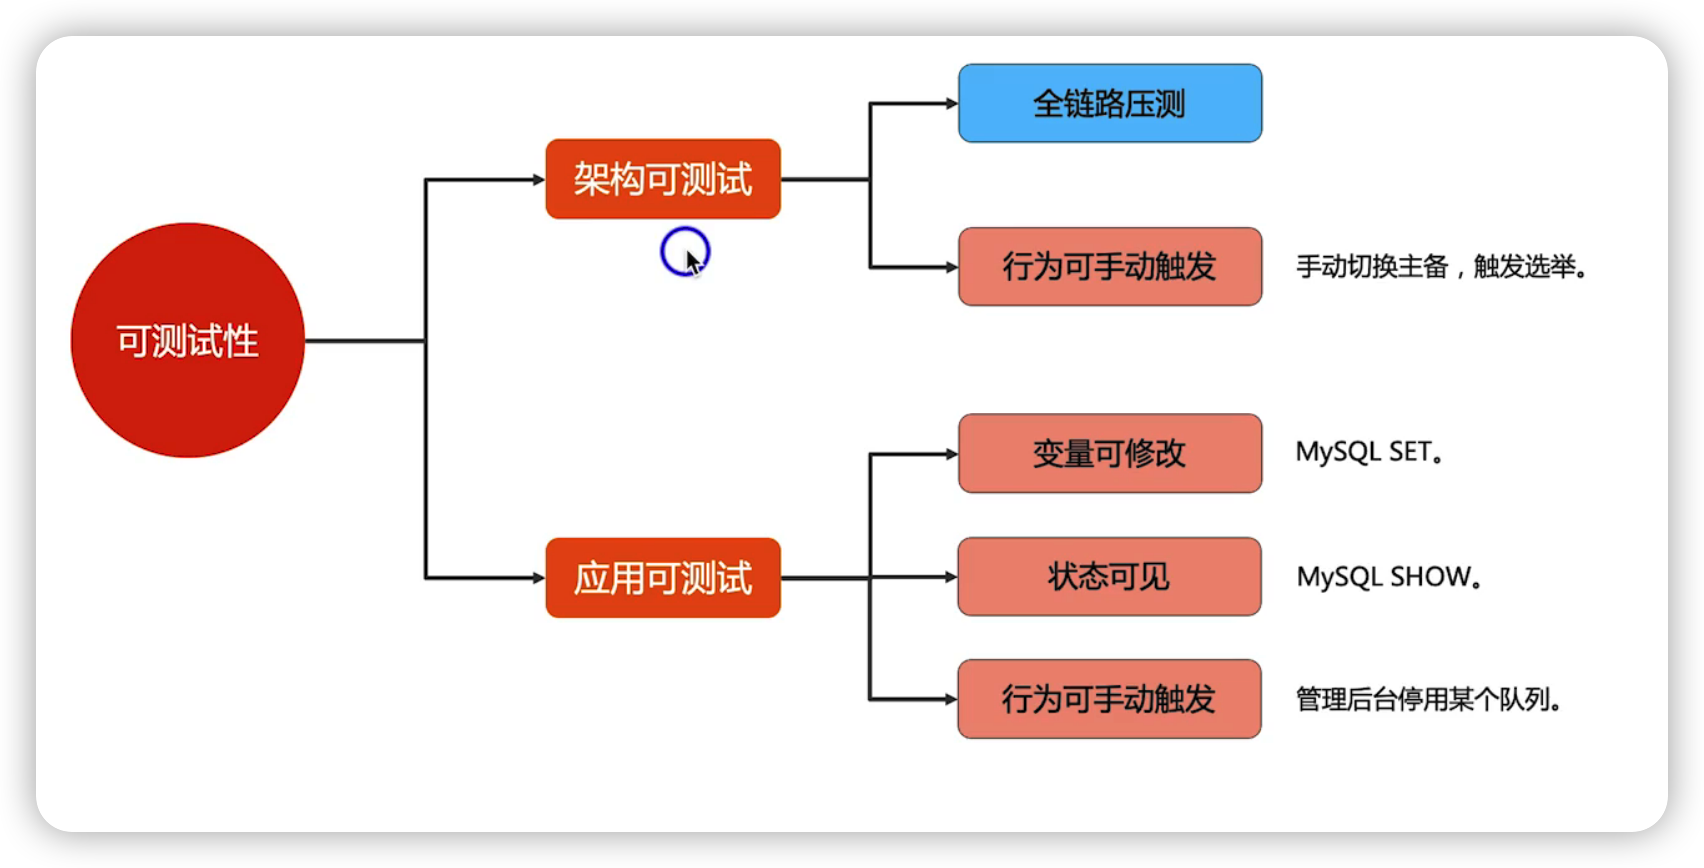 可测试性
架构可测试
全链路压测
行为可手动触发
手动切换主备，触发选举。
应用可测试
变量可修改
MySQL SET。
状态可见
MySQL SHOW。
行为可手动触发
管理后台停用某个队列。